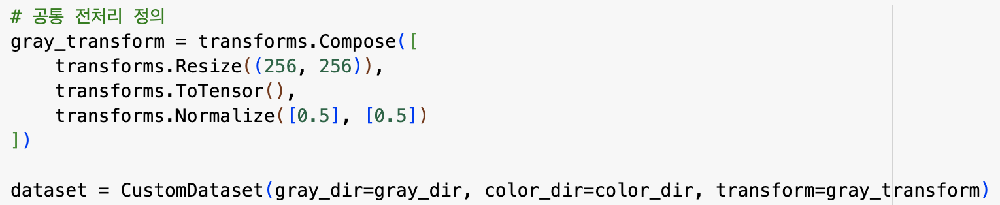 # 공통 전처리 정의
gray_transform = transforms.Compose([
    transforms.Resize((256, 256)),
    transforms.ToTensor(),
    transforms.Normalize([0.5], [0.5])
])

dataset = CustomDataset(gray_dir=gray_dir, color_dir=color_dir, transform=gray_transform)